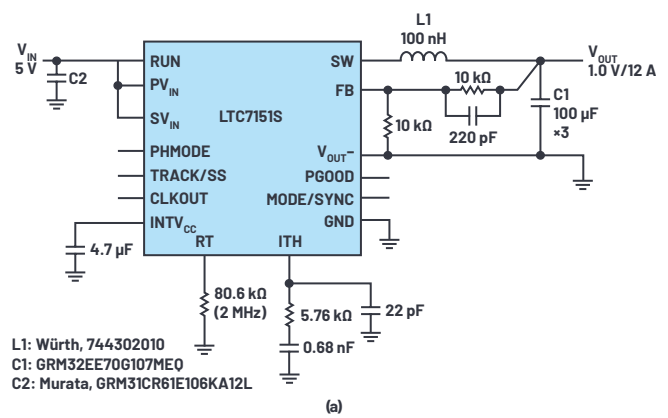 L1
100 nH
V_IN
5 V
C2
RUN
PV_IN
SV_IN
PHMODE
TRACK/SS
CLKOUT
INTV_CC
LTC7151S
RT
ITH
SW
FB
V_OUT–
PGOOD
MODE/SYNC
GND
10 kΩ
220 pF
10 kΩ
V_OUT
1.0 V/12 A
C1
100 µF
×3
4.7 µF
80.6 kΩ
(2 MHz)
5.76 kΩ
0.68 nF
22 pF
L1: Würth, 744302010
C1: GRM32EE70G107MEQ
C2: Murata, GRM31CR61E106KA12L
(a)